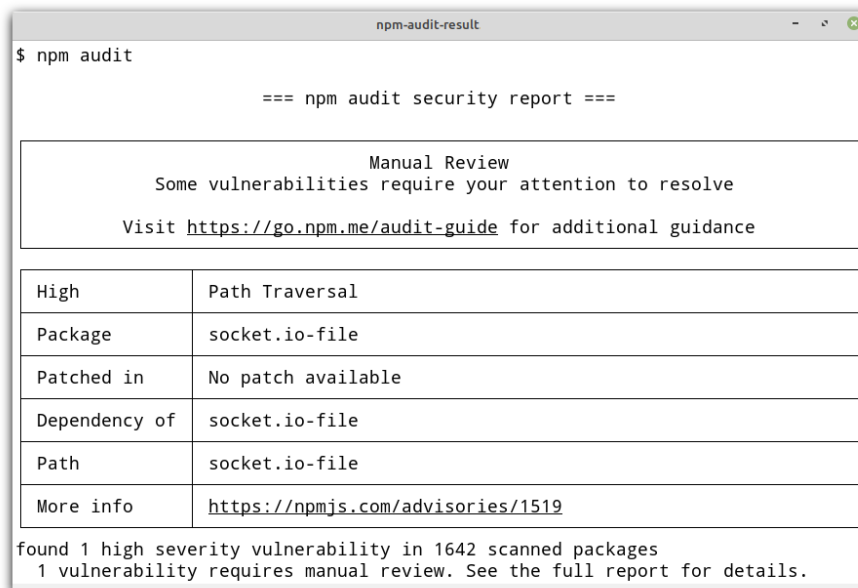 npm-audit-result
$ npm audit
=== npm audit security report ===
Manual Review
Some vulnerabilities require your attention to resolve
Visit https://go.npm.me/audit-guide for additional guidance
High Path Traversal
Package socket.io-file
Patched in No patch available
Dependency of socket.io-file
Path socket.io-file
More info https://npmjs.com/advisories/1519
found 1 high severity vulnerability in 1642 scanned packages
1 vulnerability requires manual review. See the full report for details.